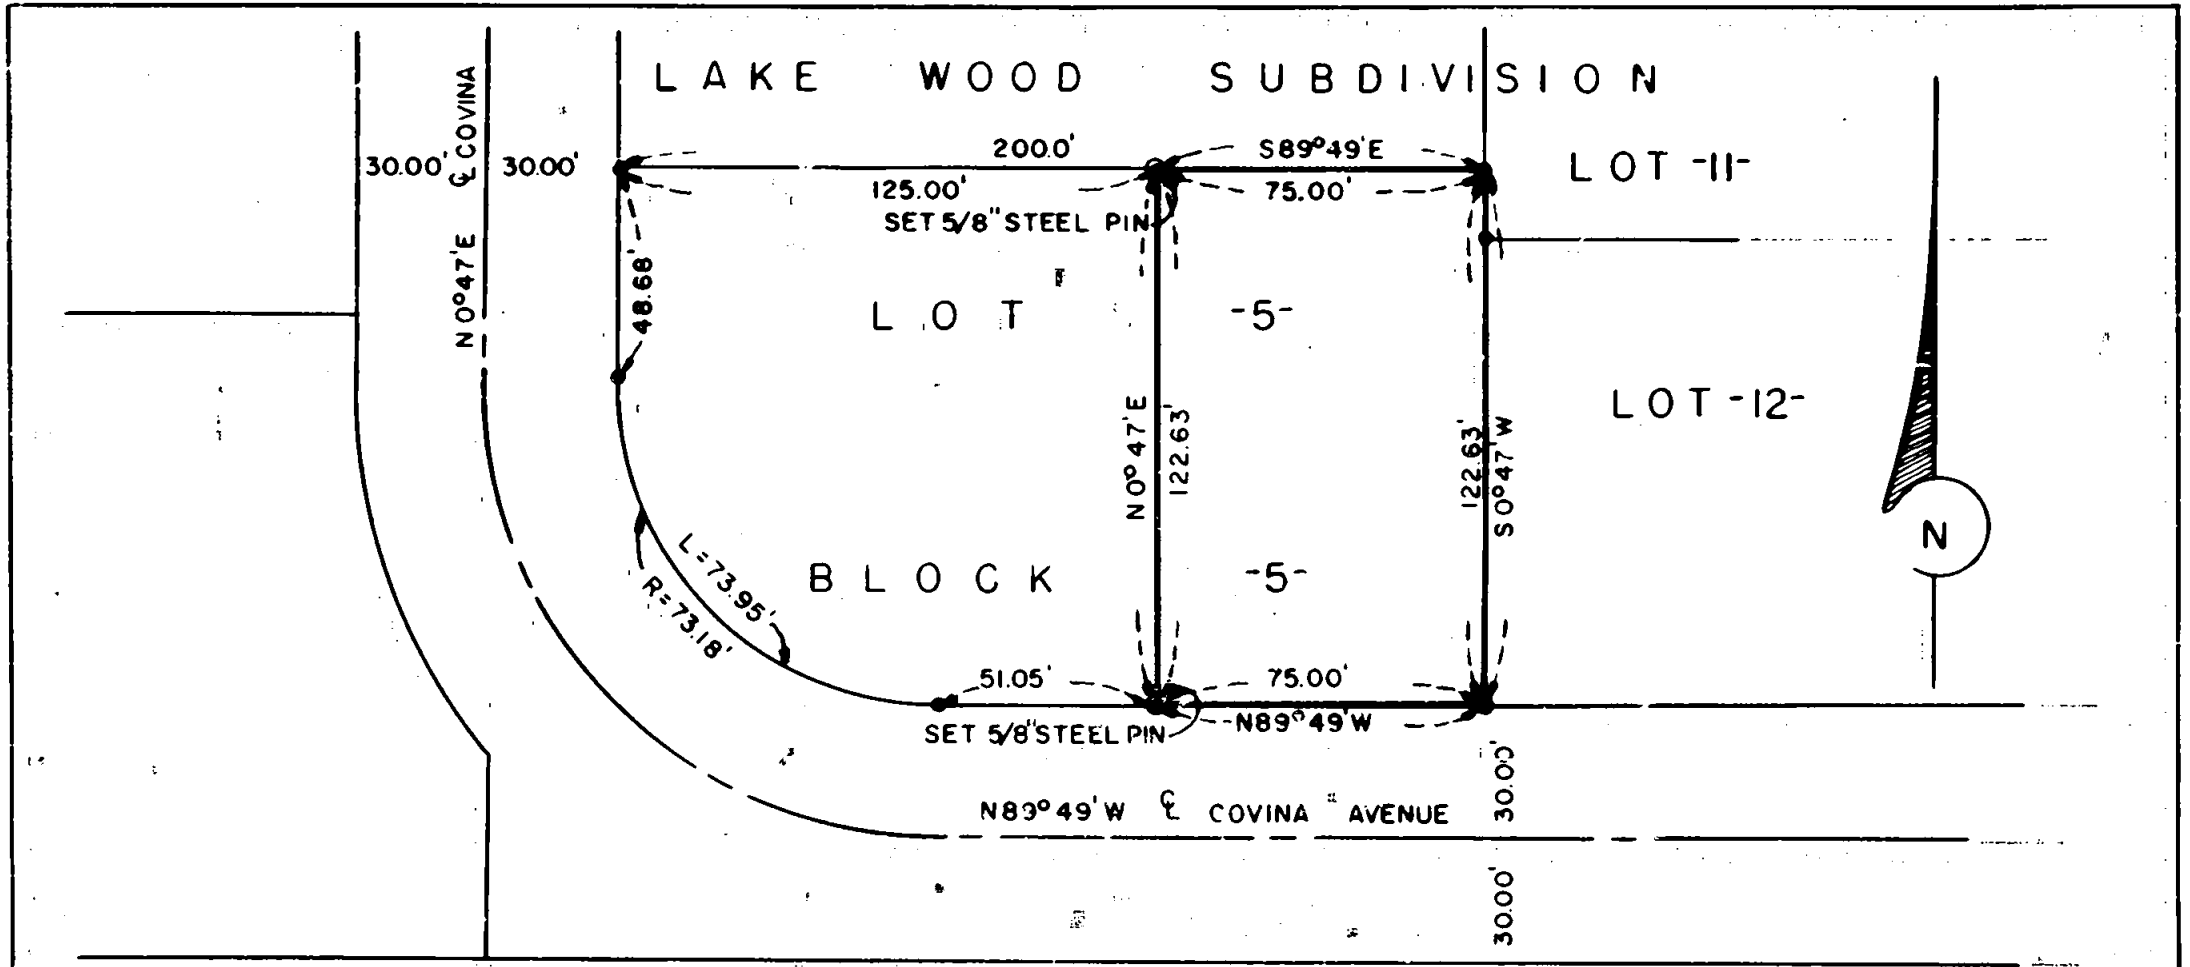 LAKE WOOD SUBDIVISION
30.00'
N0°47'E ℄ COVINA
30.00'
200.0'
S89°49'E
LOT -11-
125.00'
75.00'
SET 5/8" STEEL PIN
48.68'
LOT -5-
LOT -12-
N0°47'E
122.63'
122.63'
S0°47'W
N
L=73.95'
R=73.18'
BLOCK -5-
51.05'
75.00'
SET 5/8" STEEL PIN
N89°49'W
30.00'
N89°49'W ℄ COVINA AVENUE
30.00'